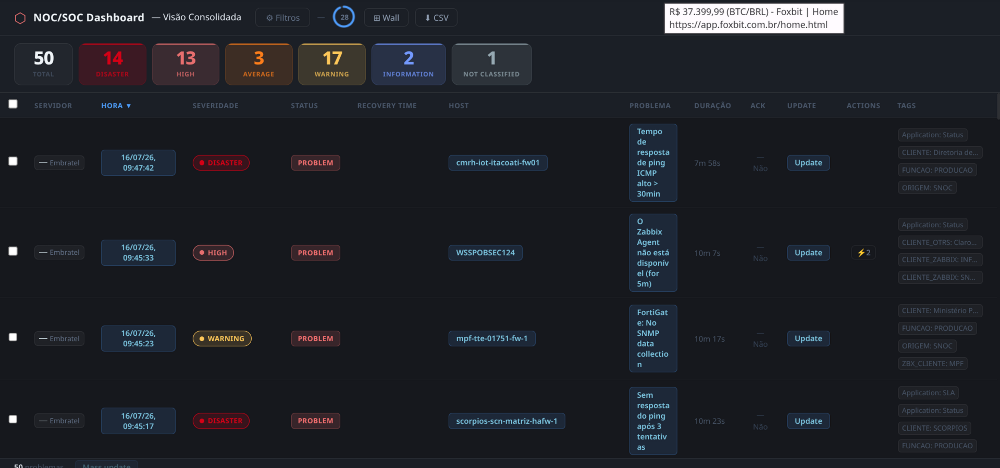 NOC/SOC Dashboard — Visão Consolidada
⚙ Filtros
—
28
⊞ Wall
⬇ CSV
R$ 37.399,99 (BTC/BRL) - Foxbit | Home
https://app.foxbit.com.br/home.html
50
TOTAL
14
DISASTER
13
HIGH
3
AVERAGE
17
WARNING
2
INFORMATION
1
NOT CLASSIFIED
SERVIDOR HORA ▼ SEVERIDADE STATUS RECOVERY TIME HOST PROBLEMA DURAÇÃO ACK UPDATE ACTIONS TAGS
— Embratel
16/07/26,
09:47:42
DISASTER
PROBLEM
cmrh-iot-itacoati-fw01
Tempo
de
resposta
de ping
ICMP
alto >
30min
7m 58s
—
Não
Update
Application: Status
CLIENTE: Diretoria de...
FUNCAO: PRODUCAO
ORIGEM: SNOC
— Embratel
16/07/26,
09:45:33
HIGH
PROBLEM
WSSPOBSEC124
O
Zabbix
Agent
não está
disponív
el (for
5m)
10m 7s
—
Não
Update
⚡2
Application: Status
CLIENTE_OTRS: Claro...
CLIENTE_ZABBIX: INF...
CLIENTE_ZABBIX: SN...
— Embratel
16/07/26,
09:45:23
WARNING
PROBLEM
mpf-tte-01751-fw-1
FortiGat
e: No
SNMP
data
collectio
n
10m 17s
—
Não
Update
CLIENTE: Ministério P...
FUNCAO: PRODUCAO
ORIGEM: SNOC
ZBX_CLIENTE: MPF
— Embratel
16/07/26,
09:45:17
DISASTER
PROBLEM
scorpios-scn-matriz-hafw-1
Sem
resposta
do ping
após 3
tentativ
as
10m 23s
—
Não
Update
Application: SLA
Application: Status
CLIENTE: SCORPIOS
FUNCAO: PRODUCAO
50 problemas
Mass update